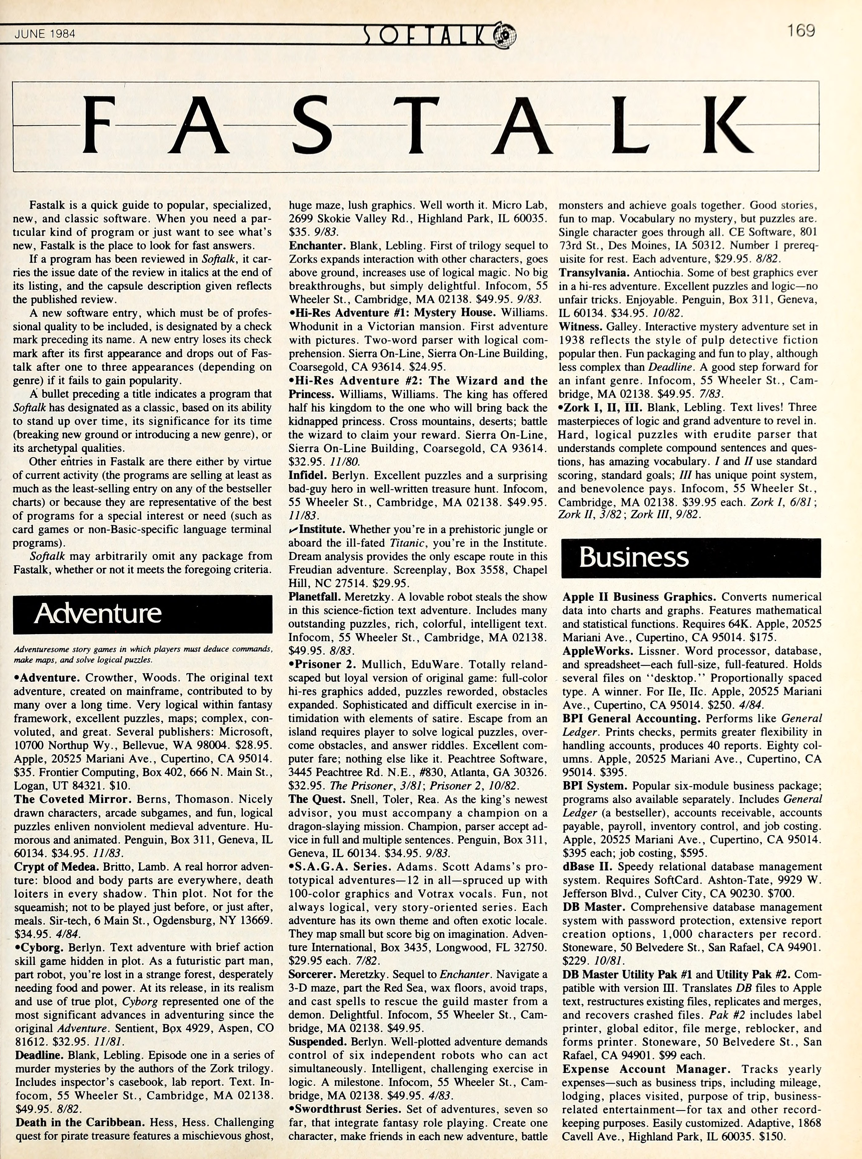 JUNE 1984
SOFTALK
169
FASTALK
Fastalk is a quick guide to popular, specialized,
new, and classic software. When you need a par-
ticular kind of program or just want to see what's
new, Fastalk is the place to look for fast answers.
If a program has been reviewed in Softalk, it car-
ries the issue date of the review in italics at the end of
its listing, and the capsule description given reflects
the published review.
A new software entry, which must be of profes-
sional quality to be included, is designated by a check
mark preceding its name. A new entry loses its check
mark after its first appearance and drops out of Fas-
talk after one to three appearances (depending on
genre) if it fails to gain popularity.
A bullet preceding a title indicates a program that
Softalk has designated as a classic, based on its ability
to stand up over time, its significance for its time
(breaking new ground or introducing a new genre), or
its archetypal qualities.
Other entries in Fastalk are there either by virtue
of current activity (the programs are selling at least as
much as the least-selling entry on any of the bestseller
charts) or because they are representative of the best
of programs for a special interest or need (such as
card games or non-Basic-specific language terminal
programs).
Softalk may arbitrarily omit any package from
Fastalk, whether or not it meets the foregoing criteria.
Adventure
Adventuresome story games in which players must deduce commands,
make maps, and solve logical puzzles.
•Adventure. Crowther, Woods. The original text
adventure, created on mainframe, contributed to by
many over a long time. Very logical within fantasy
framework, excellent puzzles, maps; complex, con-
voluted, and great. Several publishers: Microsoft,
10700 Northup Wy., Bellevue, WA 98004. $28.95.
Apple, 20525 Mariani Ave., Cupertino, CA 95014.
$35. Frontier Computing, Box 402, 666 N. Main St.,
Logan, UT 84321. $10.
The Coveted Mirror. Berns, Thomason. Nicely
drawn characters, arcade subgames, and fun, logical
puzzles enliven nonviolent medieval adventure. Hu-
morous and animated. Penguin, Box 311, Geneva, IL
60134. $34.95. 11/83.
Crypt of Medea. Britto, Lamb. A real horror adven-
ture: blood and body parts are everywhere, death
loiters in every shadow. Thin plot. Not for the
squeamish; not to be played just before, or just after,
meals. Sir-tech, 6 Main St., Ogdensburg, NY 13669.
$34.95. 4/84.
•Cyborg. Berlyn. Text adventure with brief action
skill game hidden in plot. As a futuristic part man,
part robot, you're lost in a strange forest, desperately
needing food and power. At its release, in its realism
and use of true plot, Cyborg represented one of the
most significant advances in adventuring since the
original Adventure. Sentient, Box 4929, Aspen, CO
81612. $32.95. 11/81.
Deadline. Blank, Lebling. Episode one in a series of
murder mysteries by the authors of the Zork trilogy.
Includes inspector's casebook, lab report. Text. In-
focom, 55 Wheeler St., Cambridge, MA 02138.
$49.95. 8/82.
Death in the Caribbean. Hess, Hess. Challenging
quest for pirate treasure features a mischievous ghost,
huge maze, lush graphics. Well worth it. Micro Lab,
2699 Skokie Valley Rd., Highland Park, IL 60035.
$35. 9/83.
Enchanter. Blank, Lebling. First of trilogy sequel to
Zorks expands interaction with other characters, goes
above ground, increases use of logical magic. No big
breakthroughs, but simply delightful. Infocom, 55
Wheeler St., Cambridge, MA 02138. $49.95. 9/83.
•Hi-Res Adventure #1: Mystery House. Williams.
Whodunit in a Victorian mansion. First adventure
with pictures. Two-word parser with logical com-
prehension. Sierra On-Line, Sierra On-Line Building,
Coarsegold, CA 93614. $24.95.
•Hi-Res Adventure #2: The Wizard and the
Princess. Williams, Williams. The king has offered
half his kingdom to the one who will bring back the
kidnapped princess. Cross mountains, deserts; battle
the wizard to claim your reward. Sierra On-Line,
Sierra On-Line Building, Coarsegold, CA 93614.
$32.95. 11/80.
Infidel. Berlyn. Excellent puzzles and a surprising
bad-guy hero in well-written treasure hunt. Infocom,
55 Wheeler St., Cambridge, MA 02138. $49.95.
11/83.
✓Institute. Whether you're in a prehistoric jungle or
aboard the ill-fated Titanic, you're in the Institute.
Dream analysis provides the only escape route in this
Freudian adventure. Screenplay, Box 3558, Chapel
Hill, NC 27514. $29.95.
Planetfall. Meretzky. A lovable robot steals the show
in this science-fiction text adventure. Includes many
outstanding puzzles, rich, colorful, intelligent text.
Infocom, 55 Wheeler St., Cambridge, MA 02138.
$49.95. 8/83.
•Prisoner 2. Mullich, EduWare. Totally reland-
scaped but loyal version of original game: full-color
hi-res graphics added, puzzles reworded, obstacles
expanded. Sophisticated and difficult exercise in in-
timidation with elements of satire. Escape from an
island requires player to solve logical puzzles, over-
come obstacles, and answer riddles. Excellent com-
puter fare; nothing else like it. Peachtree Software,
3445 Peachtree Rd. N.E., #830, Atlanta, GA 30326.
$32.95. The Prisoner, 3/81; Prisoner 2, 10/82.
The Quest. Snell, Toler, Rea. As the king's newest
advisor, you must accompany a champion on a
dragon-slaying mission. Champion, parser accept ad-
vice in full and multiple sentences. Penguin, Box 311,
Geneva, IL 60134. $34.95. 9/83.
•S.A.G.A. Series. Adams. Scott Adams's pro-
totypical adventures—12 in all—spruced up with
100-color graphics and Votrax vocals. Fun, not
always logical, very story-oriented series. Each
adventure has its own theme and often exotic locale.
They map small but score big on imagination. Adven-
ture International, Box 3435, Longwood, FL 32750.
$29.95 each. 7/82.
Sorcerer. Meretzky. Sequel to Enchanter. Navigate a
3-D maze, part the Red Sea, wax floors, avoid traps,
and cast spells to rescue the guild master from a
demon. Delightful. Infocom, 55 Wheeler St., Cam-
bridge, MA 02138. $49.95.
Suspended. Berlyn. Well-plotted adventure demands
control of six independent robots who can act
simultaneously. Intelligent, challenging exercise in
logic. A milestone. Infocom, 55 Wheeler St., Cam-
bridge, MA 02138. $49.95. 4/83.
•Swordthrust Series. Set of adventures, seven so
far, that integrate fantasy role playing. Create one
character, make friends in each new adventure, battle
monsters and achieve goals together. Good stories,
fun to map. Vocabulary no mystery, but puzzles are.
Single character goes through all. CE Software, 801
73rd St., Des Moines, IA 50312. Number 1 prereq-
uisite for rest. Each adventure, $29.95. 8/82.
Transylvania. Antiochia. Some of best graphics ever
in a hi-res adventure. Excellent puzzles and logic—no
unfair tricks. Enjoyable. Penguin, Box 311, Geneva,
IL 60134. $34.95. 10/82.
Witness. Galley. Interactive mystery adventure set in
1938 reflects the style of pulp detective fiction
popular then. Fun packaging and fun to play, although
less complex than Deadline. A good step forward for
an infant genre. Infocom, 55 Wheeler St., Cam-
bridge, MA 02138. $49.95. 7/83.
•Zork I, II, III. Blank, Lebling. Text lives! Three
masterpieces of logic and grand adventure to revel in.
Hard, logical puzzles with erudite parser that
understands complete compound sentences and ques-
tions, has amazing vocabulary. I and II use standard
scoring, standard goals; III has unique point system,
and benevolence pays. Infocom, 55 Wheeler St.,
Cambridge, MA 02138. $39.95 each. Zork I, 6/81;
Zork II, 3/82; Zork III, 9/82.
Business
Apple II Business Graphics. Converts numerical
data into charts and graphs. Features mathematical
and statistical functions. Requires 64K. Apple, 20525
Mariani Ave., Cupertino, CA 95014. $175.
AppleWorks. Lissner. Word processor, database,
and spreadsheet—each full-size, full-featured. Holds
several files on "desktop." Proportionally spaced
type. A winner. For IIe, IIc. Apple, 20525 Mariani
Ave., Cupertino, CA 95014. $250. 4/84.
BPI General Accounting. Performs like General
Ledger. Prints checks, permits greater flexibility in
handling accounts, produces 40 reports. Eighty col-
umns. Apple, 20525 Mariani Ave., Cupertino, CA
95014. $395.
BPI System. Popular six-module business package;
programs also available separately. Includes General
Ledger (a bestseller), accounts receivable, accounts
payable, payroll, inventory control, and job costing.
Apple, 20525 Mariani Ave., Cupertino, CA 95014.
$395 each; job costing, $595.
dBase II. Speedy relational database management
system. Requires SoftCard. Ashton-Tate, 9929 W.
Jefferson Blvd., Culver City, CA 90230. $700.
DB Master. Comprehensive database management
system with password protection, extensive report
creation options, 1,000 characters per record.
Stoneware, 50 Belvedere St., San Rafael, CA 94901.
$229. 10/81.
DB Master Utility Pak #1 and Utility Pak #2. Com-
patible with version III. Translates DB files to Apple
text, restructures existing files, replicates and merges,
and recovers crashed files. Pak #2 includes label
printer, global editor, file merge, reblocker, and
forms printer. Stoneware, 50 Belvedere St., San
Rafael, CA 94901. $99 each.
Expense Account Manager. Tracks yearly
expenses—such as business trips, including mileage,
lodging, places visited, purpose of trip, business-
related entertainment—for tax and other record-
keeping purposes. Easily customized. Adaptive, 1868
Cavell Ave., Highland Park, IL 60035. $150.